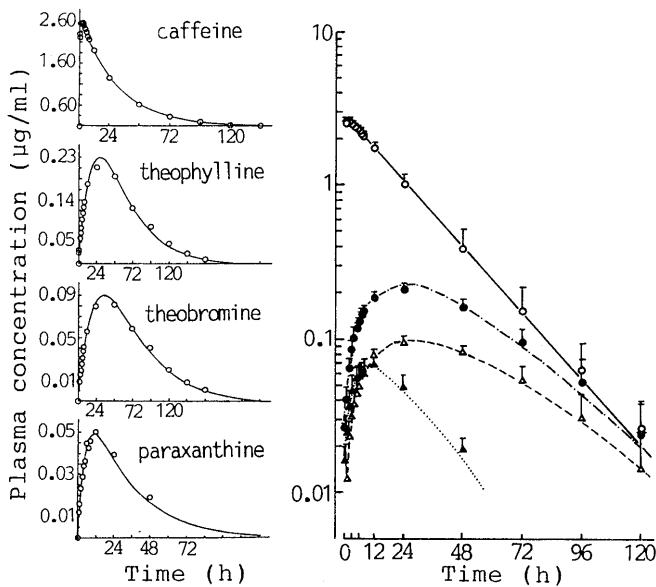 Plasma concentration (µg/ml)
caffeine
2.60
1.60
0.60
24 72 120
theophylline
0.23
0.14
0.05
24 72 120
theobromine
0.09
0.05
0.01
24 72 120
paraxanthine
0.05
0.03
0.01
24 48 72
Time (h)
10
1
0.1
0.01
0 12 24 48 72 96 120
Time (h)